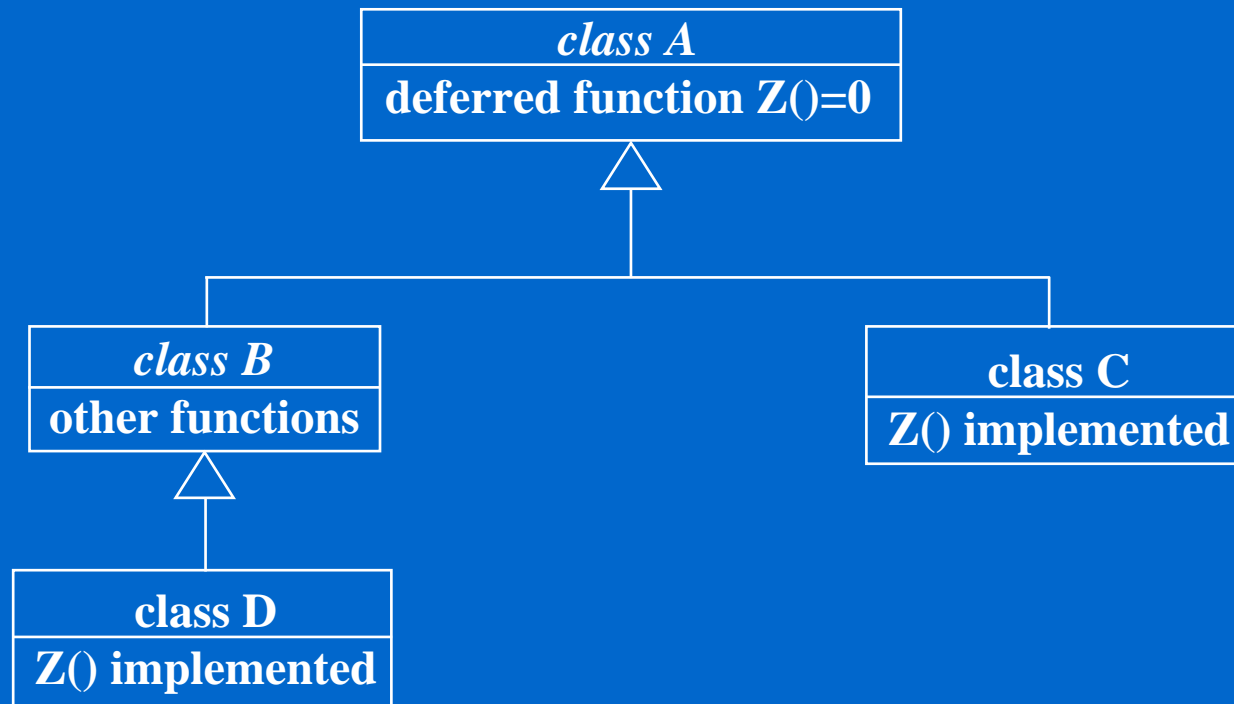 class A
deferred function Z()=0
class B
other functions
class C
Z() implemented
class D
Z() implemented